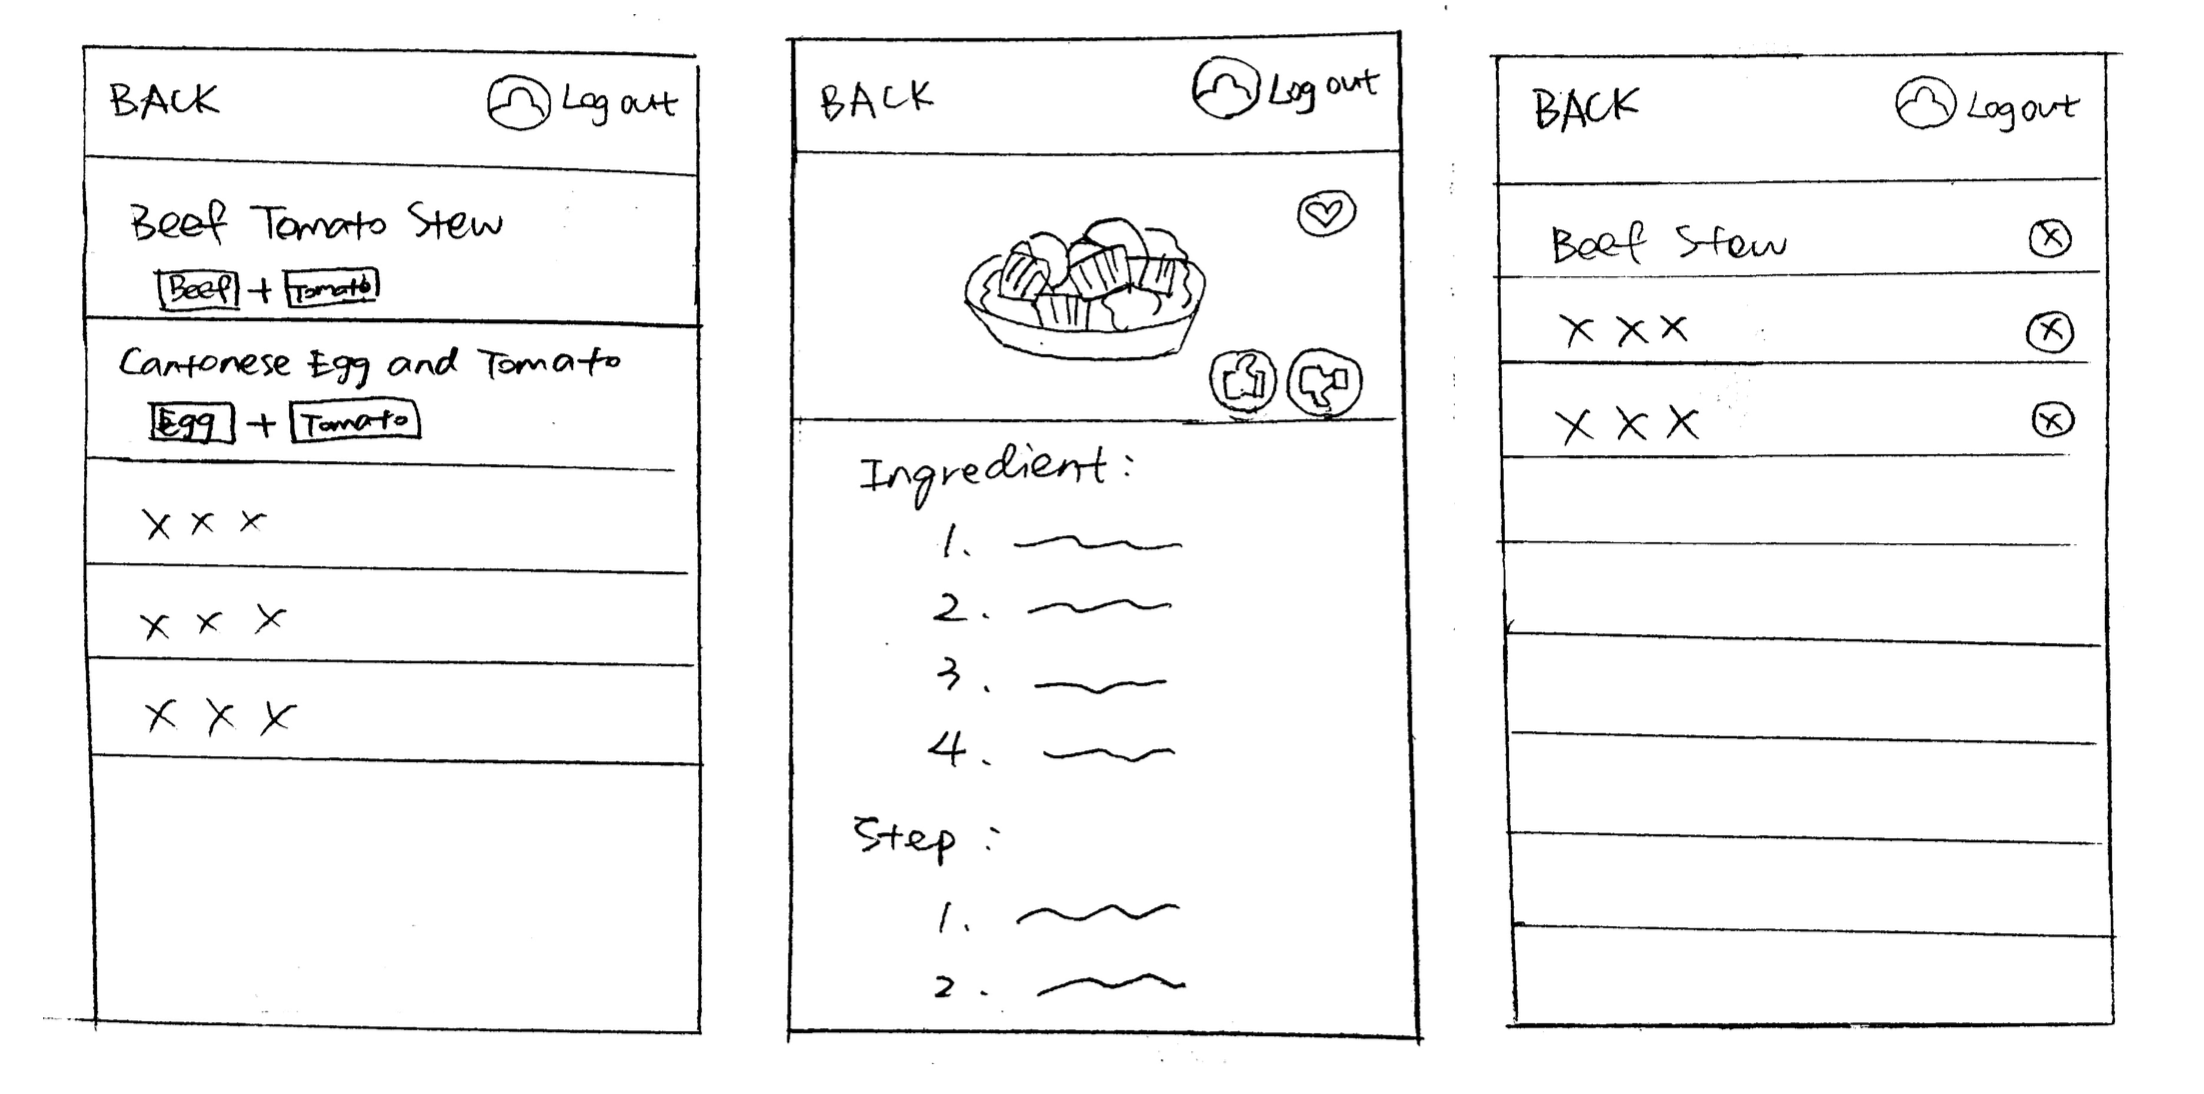 BACK Log out
Beef Tomato Stew
Beef + Tomato
Cantonese Egg and Tomato
Egg + Tomato
X X X
X X X
X X X
BACK Log out
Ingredient:
1.
2.
3.
4.
Step:
1.
2.
BACK Log out
Beef Stew X
X X X X
X X X X